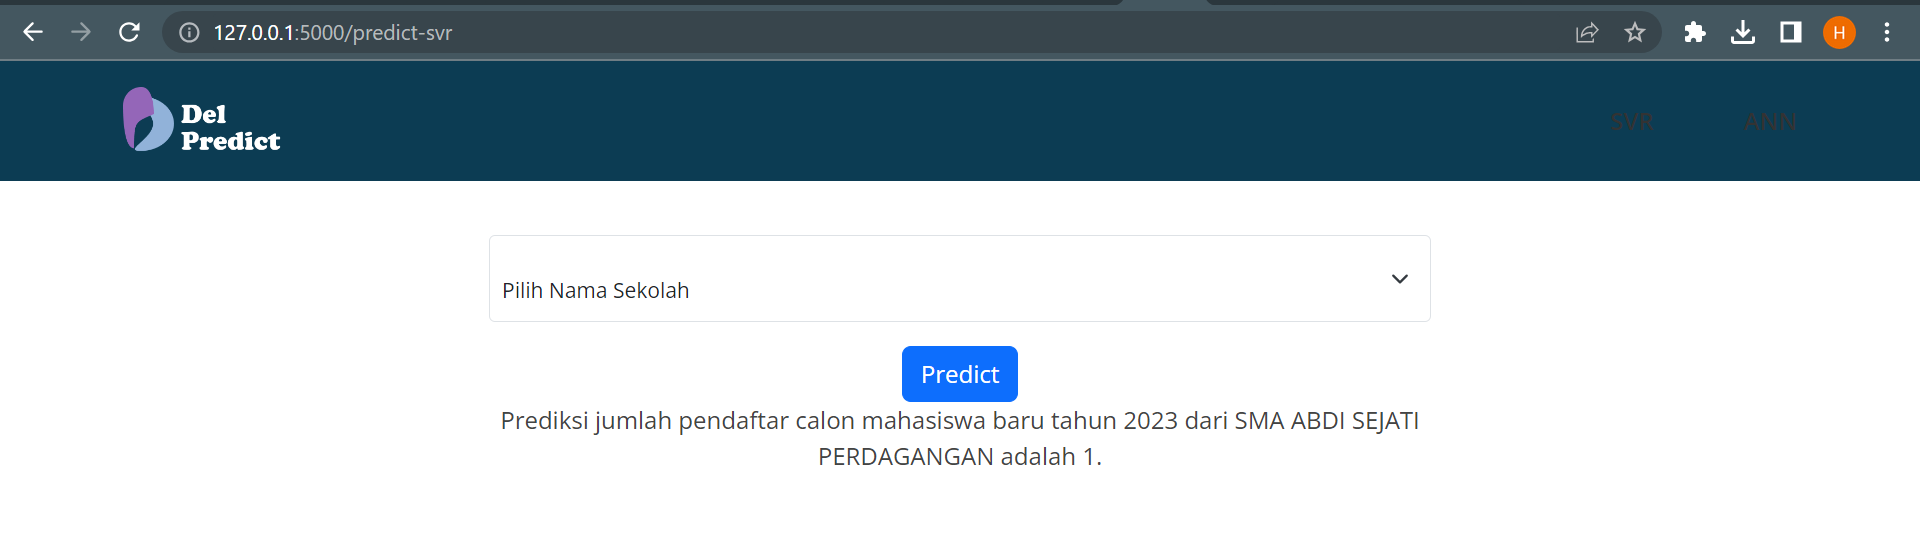 127.0.0.1:5000/predict-svr
H
Del
Predict
SVR ANN
Pilih Nama Sekolah
Predict
Prediksi jumlah pendaftar calon mahasiswa baru tahun 2023 dari SMA ABDI SEJATI
PERDAGANGAN adalah 1.